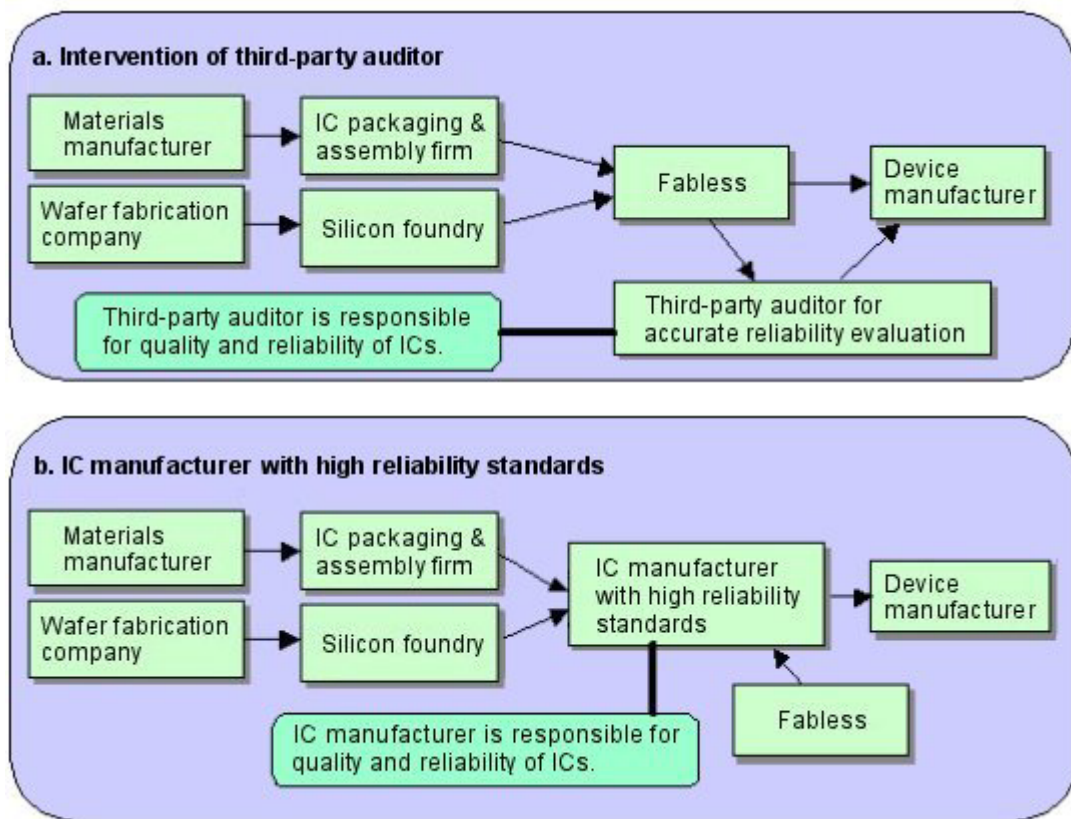 a. Intervention of third-party auditor
Materials
manufacturer
IC packaging &
assembly firm
Fabless
Device
manufacturer
Wafer fabrication
company
Silicon foundry
Third-party auditor is responsible
for quality and reliability of ICs.
Third-party auditor for
accurate reliability evaluation
b. IC manufacturer with high reliability standards
Materials
manufacturer
IC packaging &
assembly firm
IC manufacturer
with high reliability
standards
Device
manufacturer
Wafer fabrication
company
Silicon foundry
Fabless
IC manufacturer is responsible for
quality and reliability of ICs.